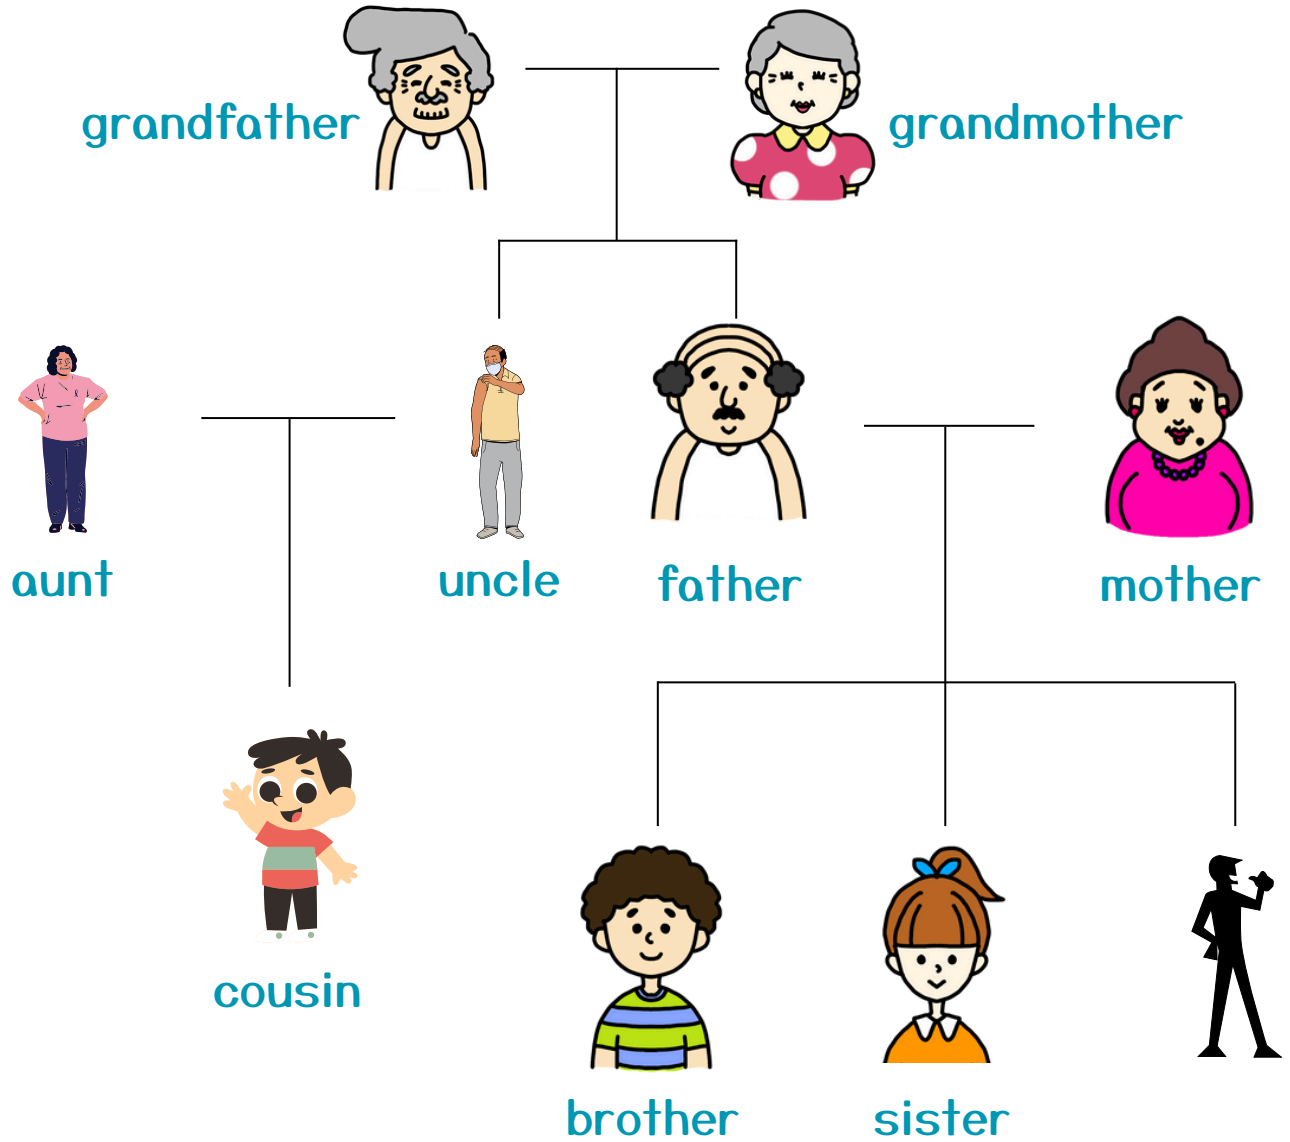 grandfather
grandmother
aunt
uncle
father
mother
cousin
brother
sister